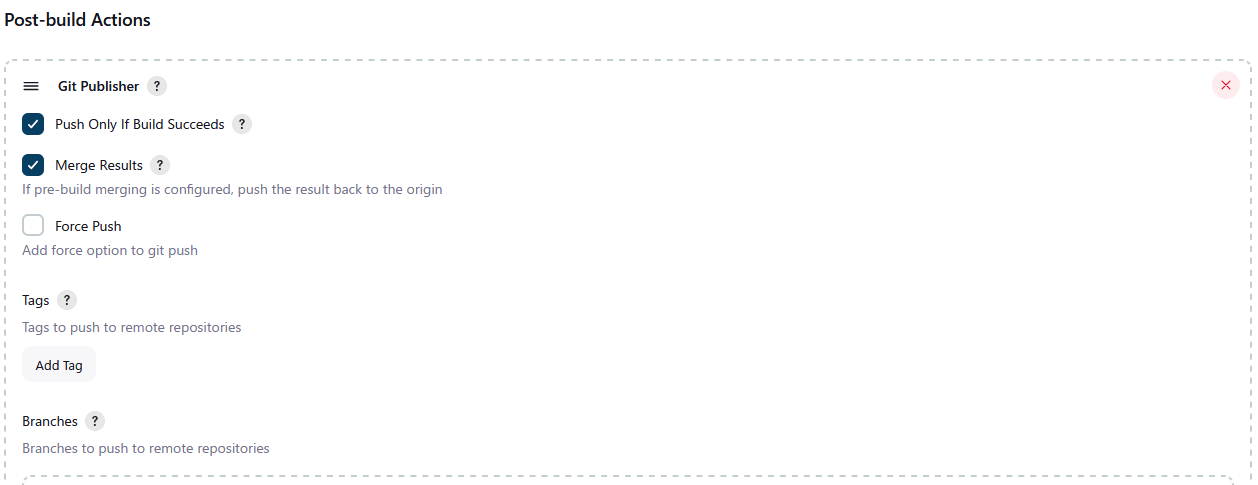 Post-build Actions
Git Publisher ?
Push Only If Build Succeeds ?
Merge Results ?
If pre-build merging is configured, push the result back to the origin
Force Push
Add force option to git push
Tags ?
Tags to push to remote repositories
Add Tag
Branches ?
Branches to push to remote repositories